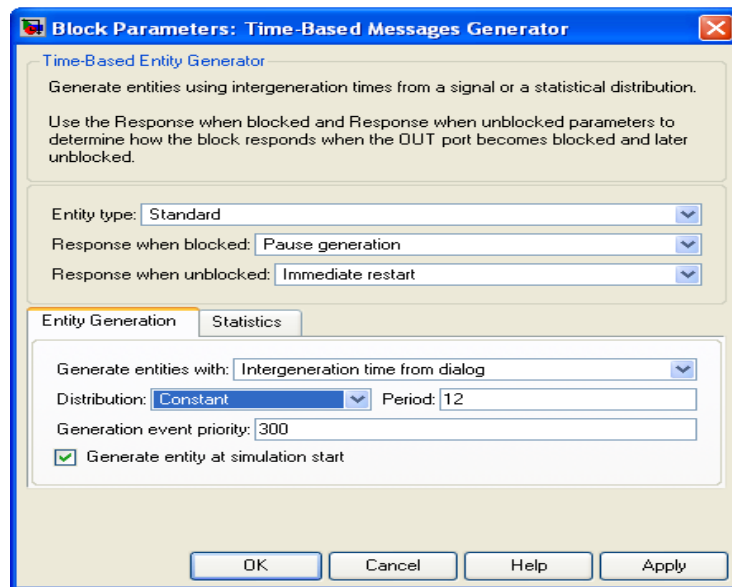 Block Parameters: Time-Based Messages Generator
Time-Based Entity Generator
Generate entities using intergeneration times from a signal or a statistical distribution.
Use the Response when blocked and Response when unblocked parameters to
determine how the block responds when the OUT port becomes blocked and later
unblocked.
Entity type: Standard
Response when blocked: Pause generation
Response when unblocked: Immediate restart
Entity Generation Statistics
Generate entities with: Intergeneration time from dialog
Distribution: Constant Period: 12
Generation event priority: 300
Generate entity at simulation start
OK Cancel Help Apply